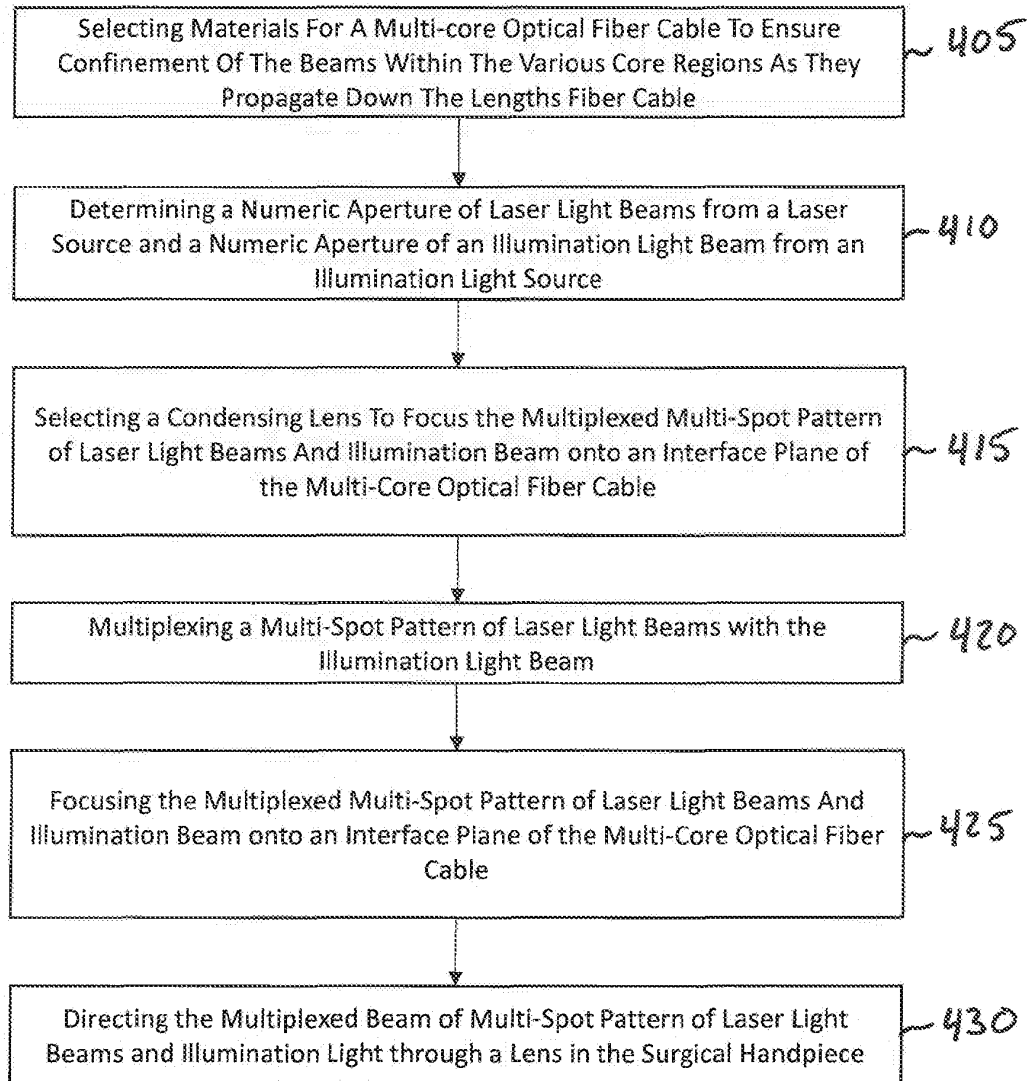 Selecting Materials For A Multi-core Optical Fiber Cable To Ensure
Confinement Of The Beams Within The Various Core Regions As They
Propagate Down The Lengths Fiber Cable
405
Determining a Numeric Aperture of Laser Light Beams from a Laser
Source and a Numeric Aperture of an Illumination Light Beam from an
Illumination Light Source
410
Selecting a Condensing Lens To Focus the Multiplexed Multi-Spot Pattern
of Laser Light Beams And Illumination Beam onto an Interface Plane of
the Multi-Core Optical Fiber Cable
415
Multiplexing a Multi-Spot Pattern of Laser Light Beams with the
Illumination Light Beam
420
Focusing the Multiplexed Multi-Spot Pattern of Laser Light Beams And
Illumination Beam onto an Interface Plane of the Multi-Core Optical Fiber
Cable
425
Directing the Multiplexed Beam of Multi-Spot Pattern of Laser Light
Beams and Illumination Light through a Lens in the Surgical Handpiece
430